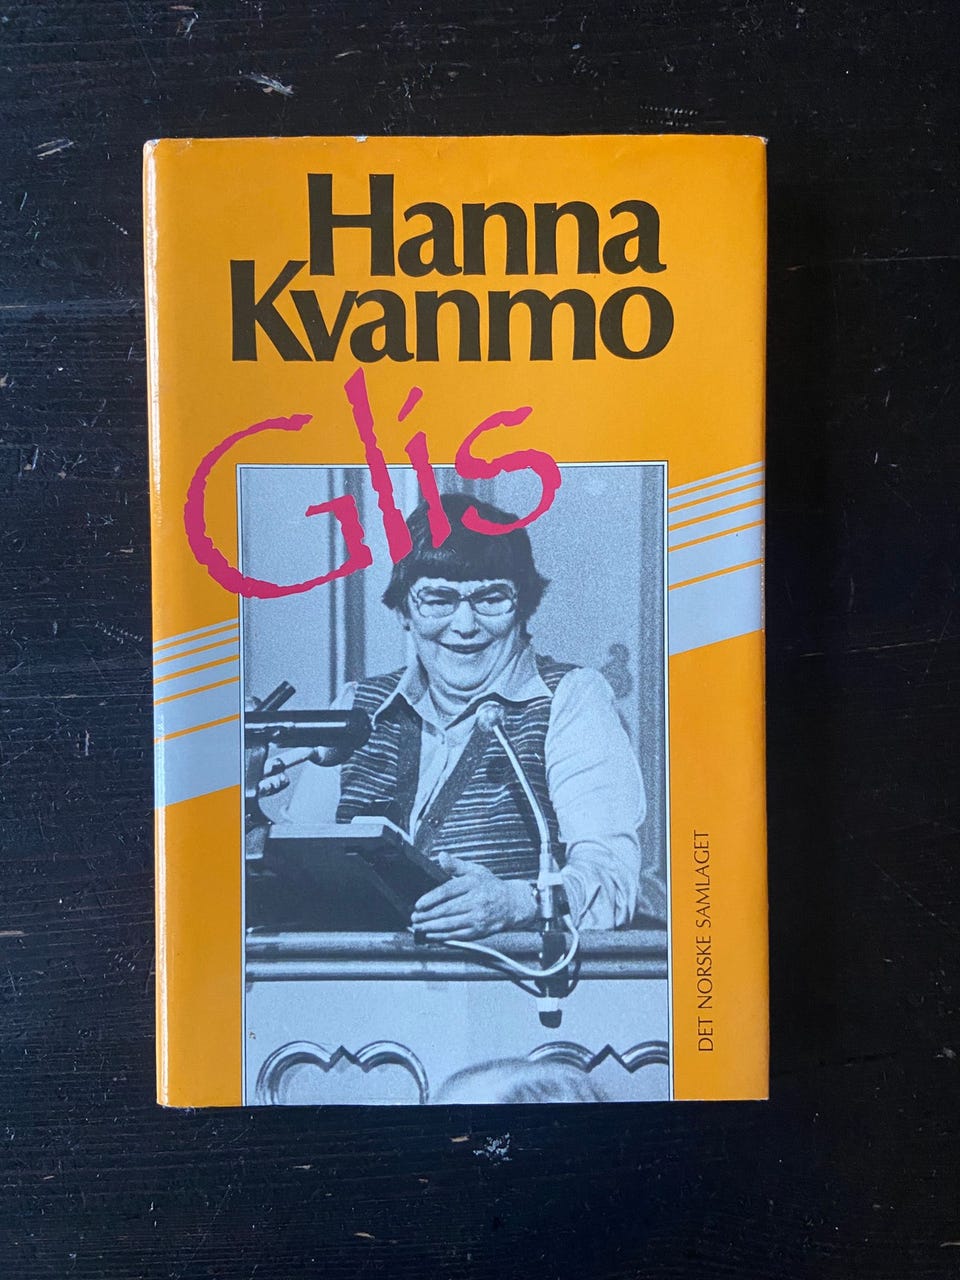 Hanna
Kvanmo
Glis
DET NORSKE SAMLAGET